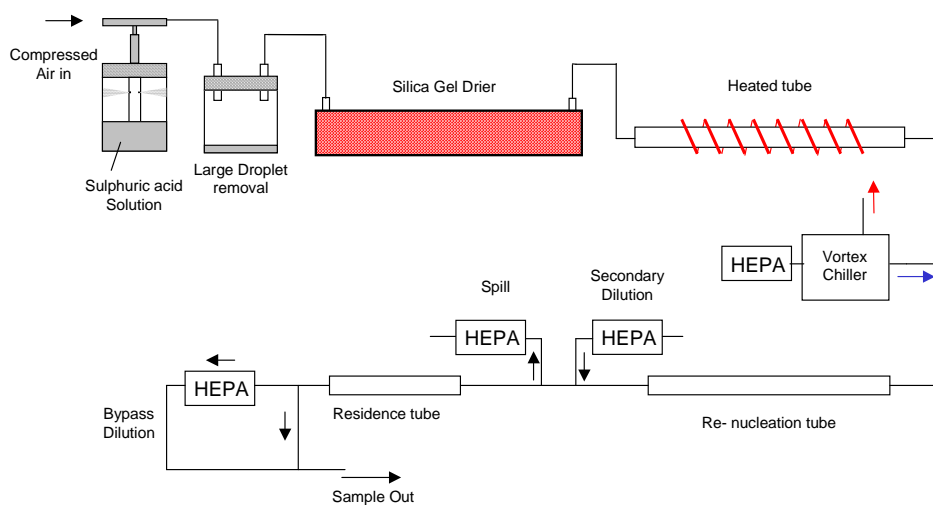 Compressed
Air in
Sulphuric acid
Solution
Large Droplet
removal
Silica Gel Drier
Heated tube
HEPA
Vortex
Chiller
Spill
HEPA
Secondary
Dilution
HEPA
HEPA
Bypass
Dilution
Residence tube
Re- nucleation tube
Sample Out